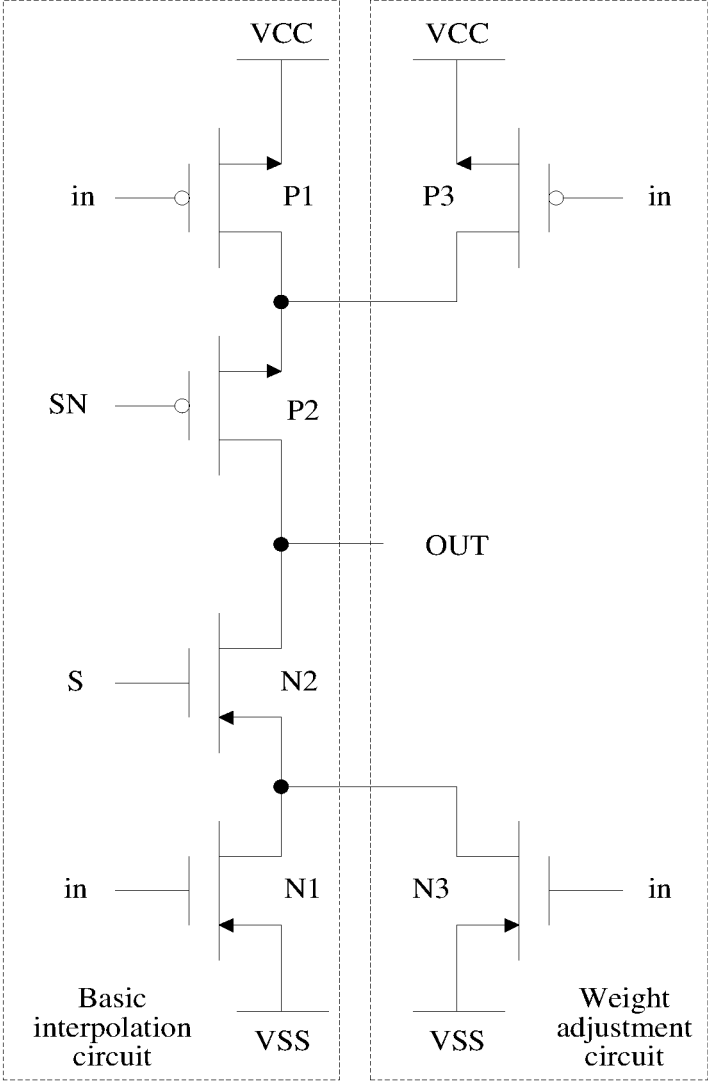 VCC
VCC
in
P1
P3
in
SN
P2
OUT
S
N2
in
N1
N3
in
Basic
interpolation
circuit
VSS
VSS
Weight
adjustment
circuit